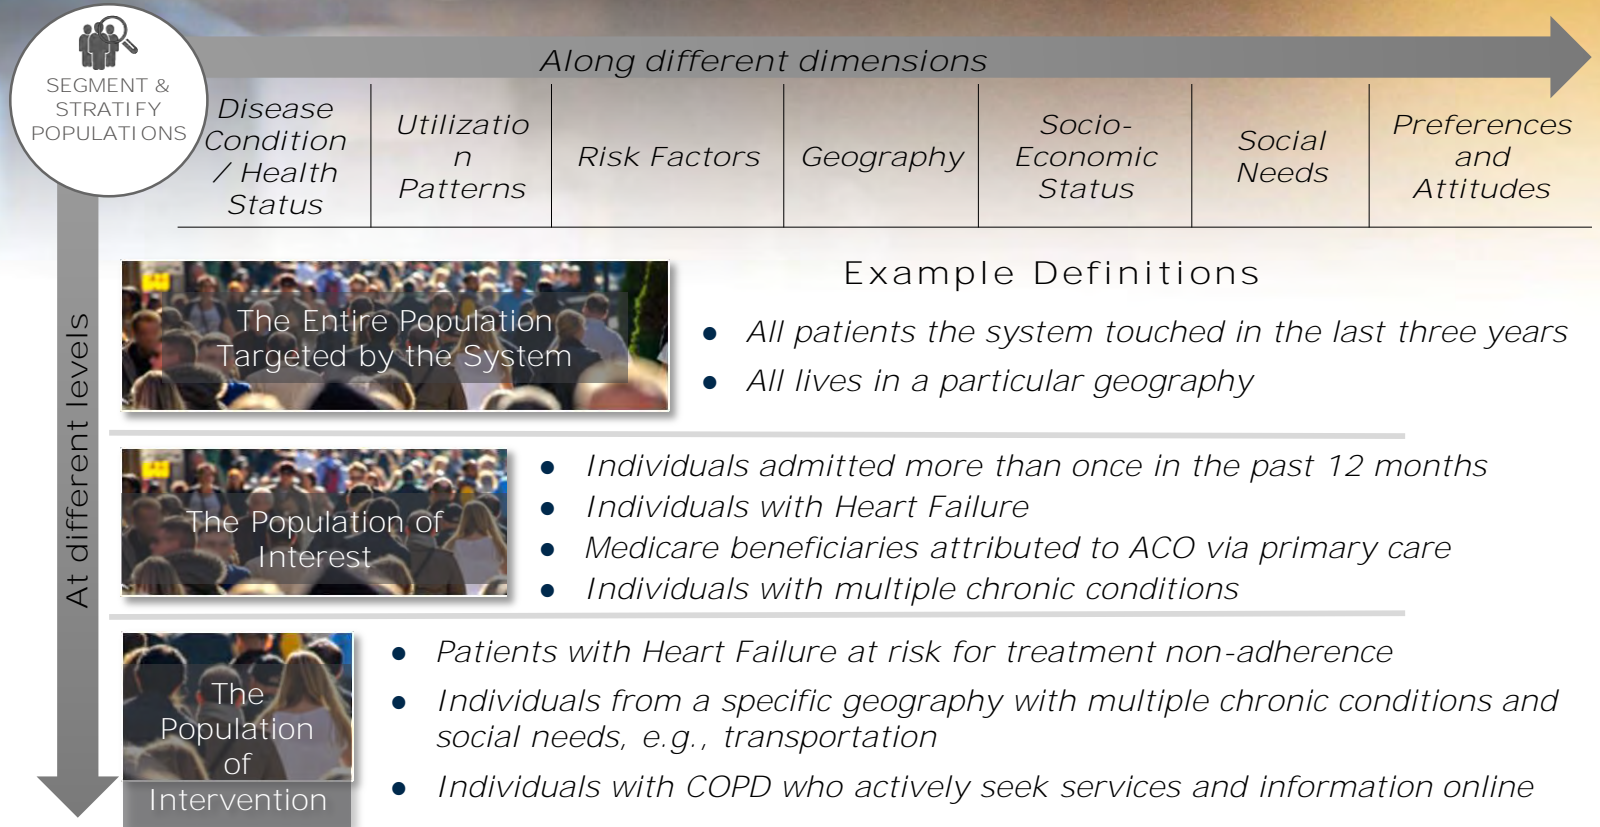 SEGMENT &
STRATIFY
POPULATIONS
Along different dimensions
Disease
Condition
/ Health
Status
Utilizatio
n
Patterns
Risk Factors
Geography
Socio-
Economic
Status
Social
Needs
Preferences
and
Attitudes
At different levels
The Entire Population
Targeted by the System
Example Definitions
• All patients the system touched in the last three years
• All lives in a particular geography
The Population of
Interest
• Individuals admitted more than once in the past 12 months
• Individuals with Heart Failure
• Medicare beneficiaries attributed to ACO via primary care
• Individuals with multiple chronic conditions
The
Population
of
Intervention
• Patients with Heart Failure at risk for treatment non-adherence
• Individuals from a specific geography with multiple chronic conditions and
social needs, e.g., transportation
• Individuals with COPD who actively seek services and information online